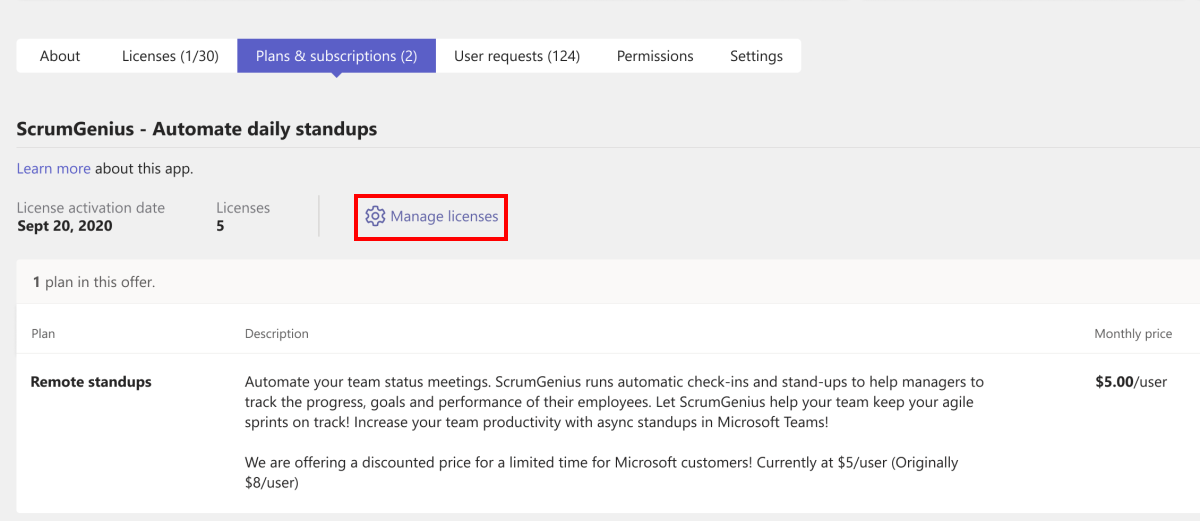 About Licenses (1/30) Plans & subscriptions (2) User requests (124) Permissions Settings
ScrumGenius - Automate daily standups
Learn more about this app.
License activation date Licenses
Sept 20, 2020 5
Manage licenses
1 plan in this offer.
Plan Description Monthly price
Remote standups Automate your team status meetings. ScrumGenius runs automatic check-ins and stand-ups to help managers to $5.00/user
track the progress, goals and performance of their employees. Let ScrumGenius help your team keep your agile
sprints on track! Increase your team productivity with async standups in Microsoft Teams!
We are offering a discounted price for a limited time for Microsoft customers! Currently at $5/user (Originally
$8/user)